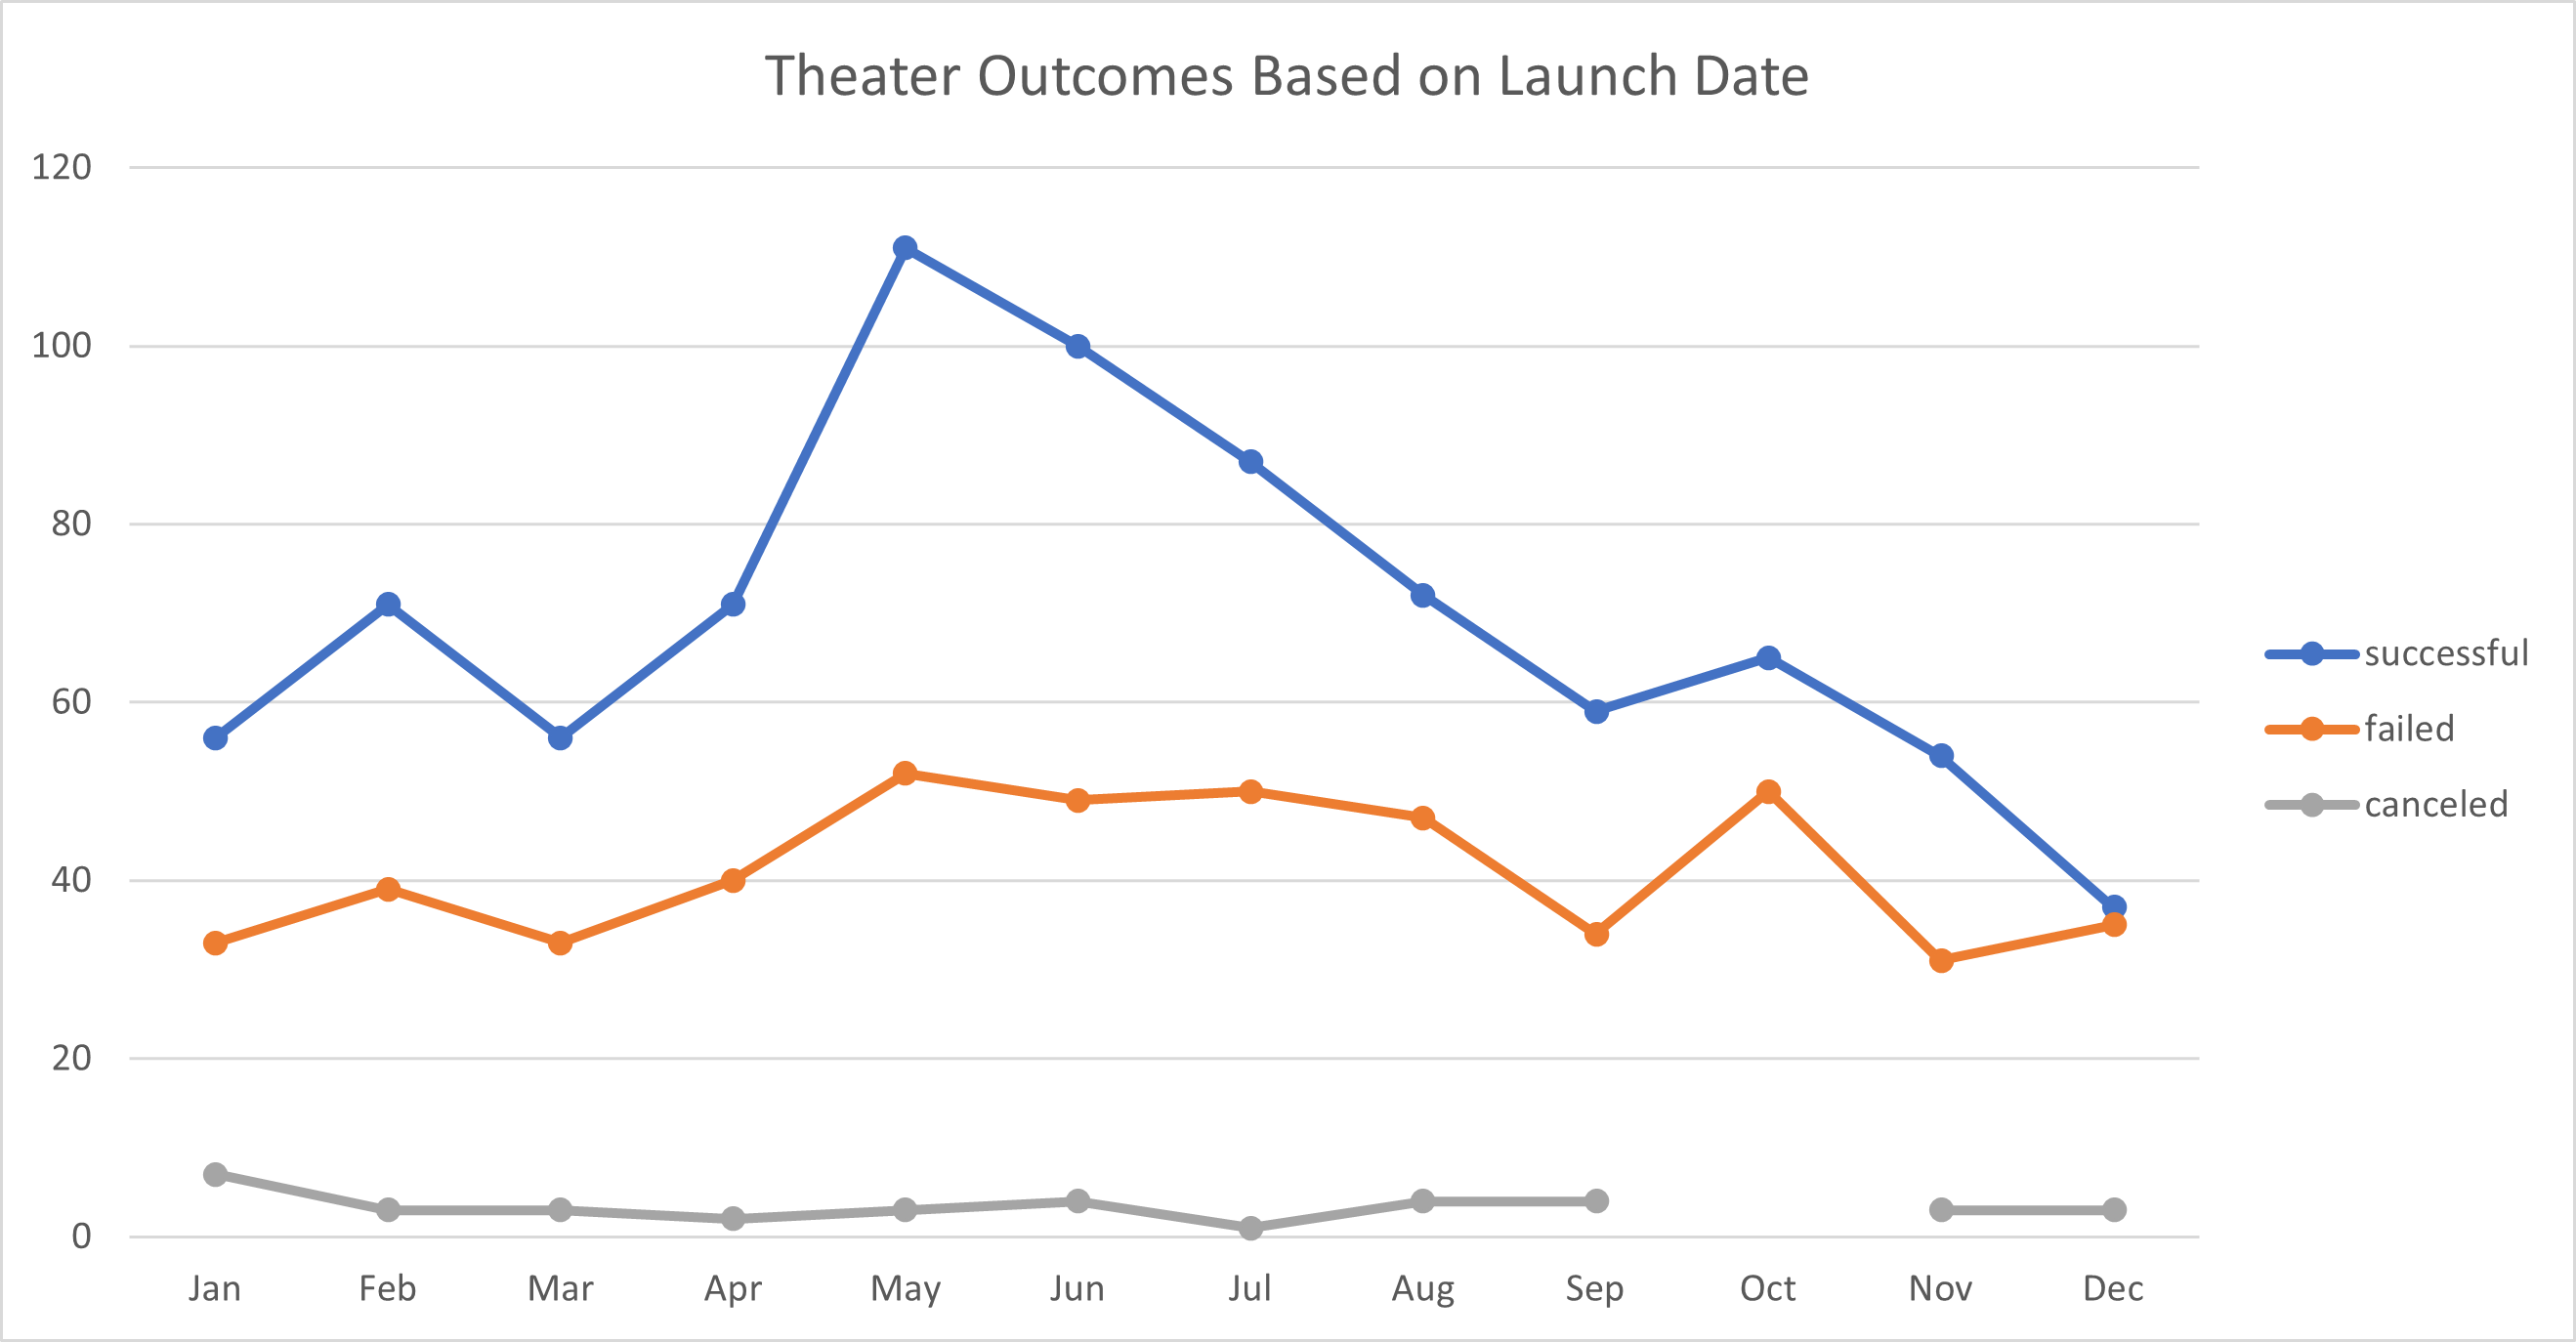 Theater Outcomes Based on Launch Date
120
100
80
60
40
20
0
Jan Feb Mar Apr May Jun Jul Aug Sep Oct Nov Dec
successful
failed
canceled